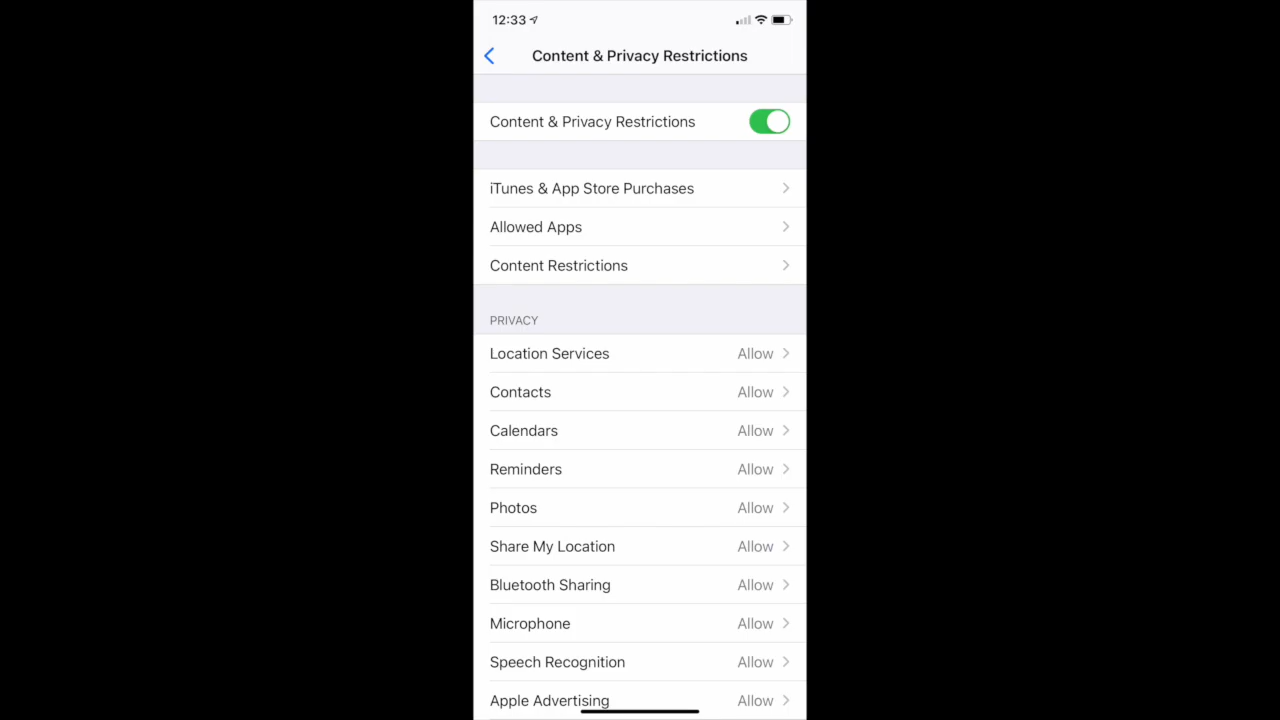 12:33
Content & Privacy Restrictions
Content & Privacy Restrictions
iTunes & App Store Purchases
Allowed Apps
Content Restrictions
PRIVACY
Location Services Allow
Contacts Allow
Calendars Allow
Reminders Allow
Photos Allow
Share My Location Allow
Bluetooth Sharing Allow
Microphone Allow
Speech Recognition Allow
Apple Advertising Allow